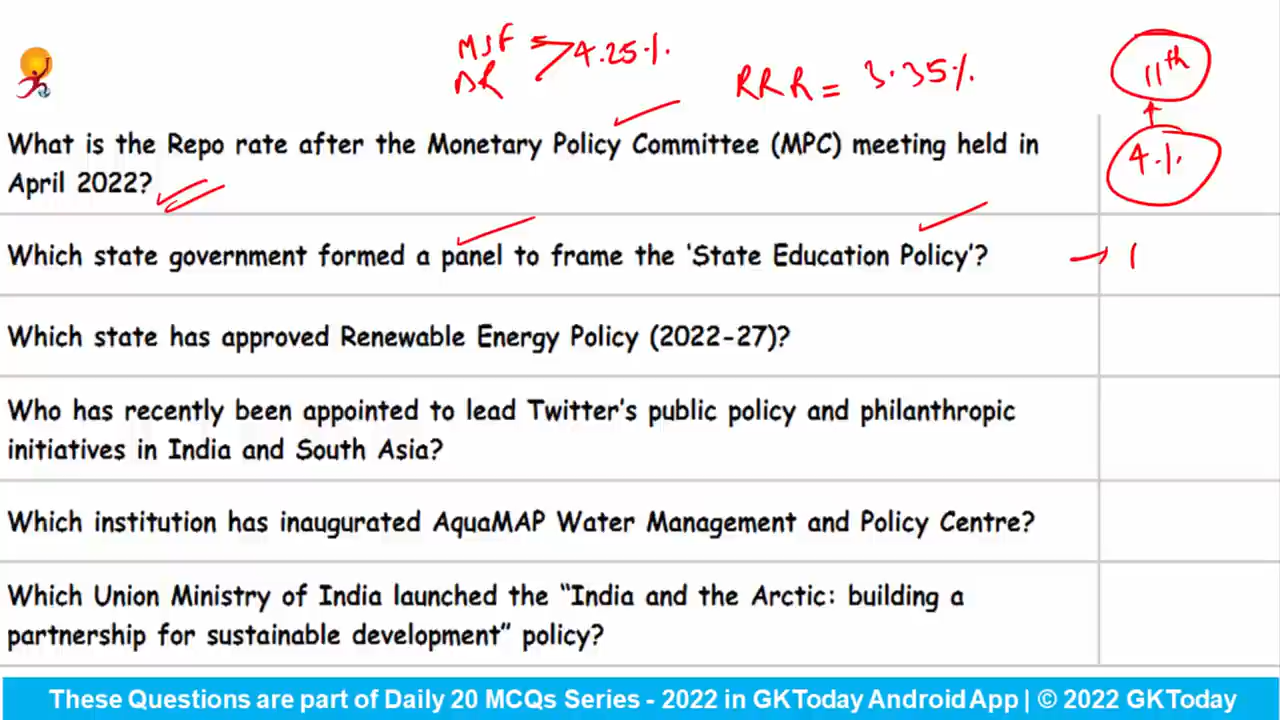 MSF
BR
4.25%.
RRR = 3.35%
11th
What is the Repo rate after the Monetary Policy Committee (MPC) meeting held in
April 2022?
4%
Which state government formed a panel to frame the 'State Education Policy'?
Which state has approved Renewable Energy Policy (2022-27)?
Who has recently been appointed to lead Twitter's public policy and philanthropic
initiatives in India and South Asia?
Which institution has inaugurated AquaMAP Water Management and Policy Centre?
Which Union Ministry of India launched the “India and the Arctic: building a
partnership for sustainable development” policy?
These Questions are part of Daily 20 MCQs Series - 2022 in GKToday Android App | © 2022 GKToday